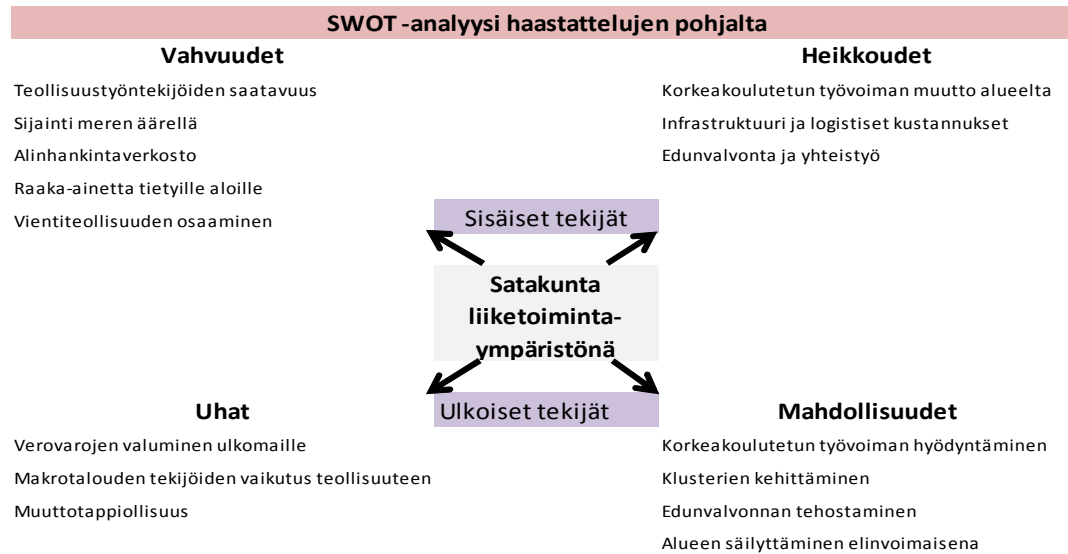 SWOT -analyysi haastattelujen pohjalta
Vahvuudet
Teollisuustyöntekijöiden saatavuus
Sijainti meren äärellä
Alinhankintaverkosto
Raaka-ainetta tietyille aloille
Vientiteollisuuden osaaminen
Heikkoudet
Korkeakoulutetun työvoiman muutto alueelta
Infrastruktuuri ja logistiset kustannukset
Edunvalvonta ja yhteistyö
Sisäiset tekijät
Satakunta
liiketoiminta-
ympäristönä
Ulkoiset tekijät
Uhat
Verovarojen valuminen ulkomaille
Makrotalouden tekijöiden vaikutus teollisuuteen
Muuttotappiollisuus
Mahdollisuudet
Korkeakoulutetun työvoiman hyödyntäminen
Klusterien kehittäminen
Edunvalvonnan tehostaminen
Alueen säilyttäminen elinvoimaisena